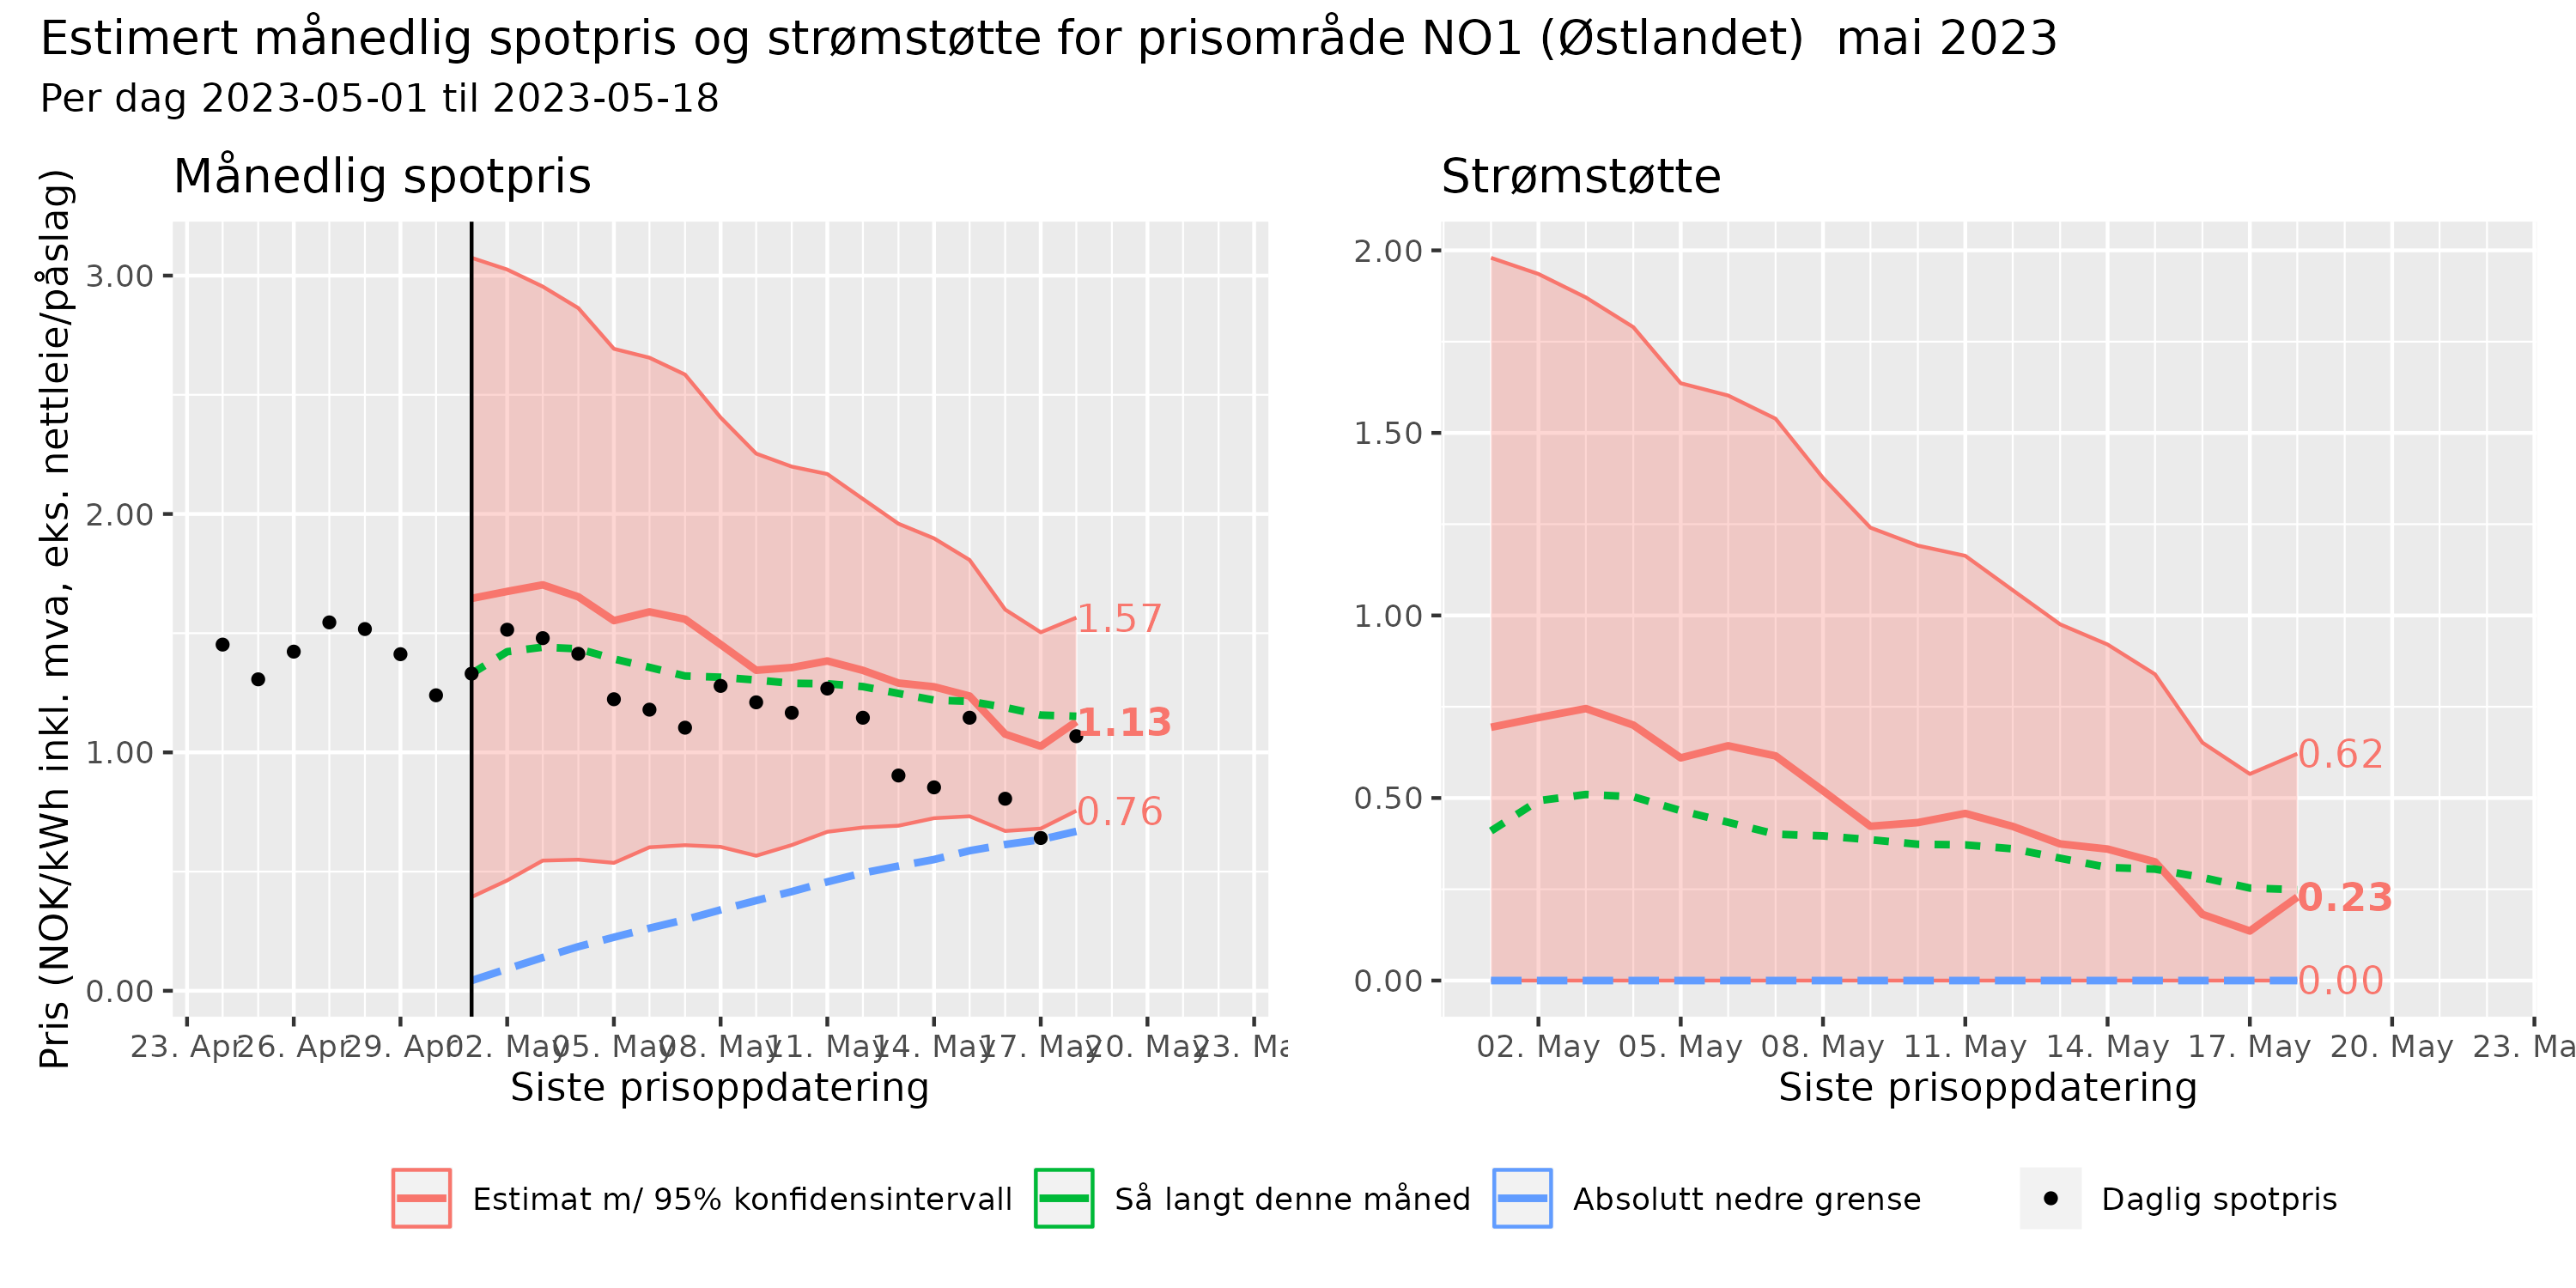 Estimert månedlig spotpris og strømstøtte for prisområde NO1 (Østlandet)  mai 2023
Per dag 2023-05-01 til 2023-05-18
Månedlig spotpris
Pris (NOK/kWh inkl. mva, eks. nettleie/påslag)
3.00
2.00
1.00
0.00
1.57
1.13
0.76
23. Apr 26. Apr 29. Apr 02. May 05. May 08. May 11. May 14. May 17. May 20. May 23. Ma
Siste prisoppdatering
Strømstøtte
2.00
1.50
1.00
0.50
0.00
0.62
0.23
0.00
02. May 05. May 08. May 11. May 14. May 17. May 20. May 23. Ma
Siste prisoppdatering
Estimat m/ 95% konfidensintervall
Så langt denne måned
Absolutt nedre grense
Daglig spotpris